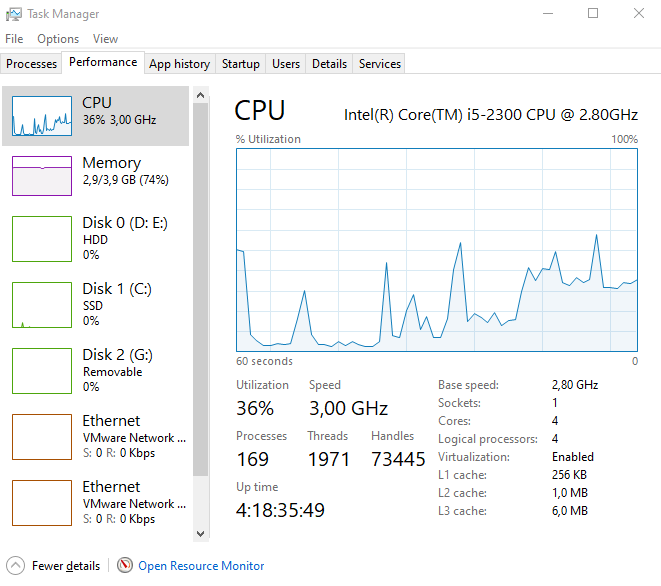 Task Manager
File Options View
Processes Performance App history Startup Users Details Services
CPU
36% 3,00 GHz
Memory
2,9/3,9 GB (74%)
Disk 0 (D: E:)
HDD
0%
Disk 1 (C:)
SSD
0%
Disk 2 (G:)
Removable
0%
Ethernet
VMware Network ...
S: 0 R: 0 Kbps
Ethernet
VMware Network ...
S: 0 R: 0 Kbps
CPU Intel(R) Core(TM) i5-2300 CPU @ 2.80GHz
% Utilization 100%
60 seconds 0
Utilization Speed
36% 3,00 GHz
Processes Threads Handles
169 1971 73445
Up time
4:18:35:49
Base speed: 2,80 GHz
Sockets: 1
Cores: 4
Logical processors: 4
Virtualization: Enabled
L1 cache: 256 KB
L2 cache: 1,0 MB
L3 cache: 6,0 MB
Fewer details Open Resource Monitor